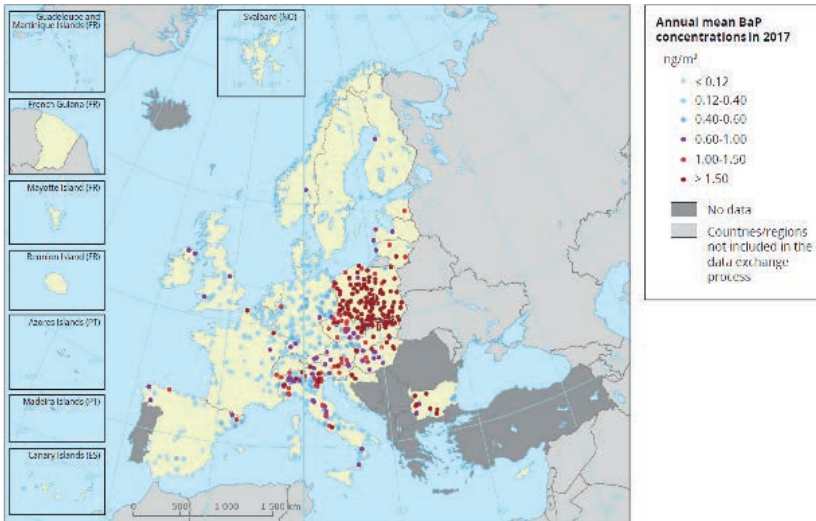 Guadeloupe and
Martinique Islands (FR)
Svalbard (NO)
French Guiana (FR)
Mayotte Island (FR)
Reunion Island (FR)
Azores Islands (PT)
Madeira Islands (PT)
Canary Islands (ES)
0 500 1 000 1 500 km
Annual mean BaP
concentrations in 2017
ng/m³
< 0.12
0.12-0.40
0.40-0.60
0.60-1.00
1.00-1.50
> 1.50
No data
Countries/regions
not included in the
data exchange
process